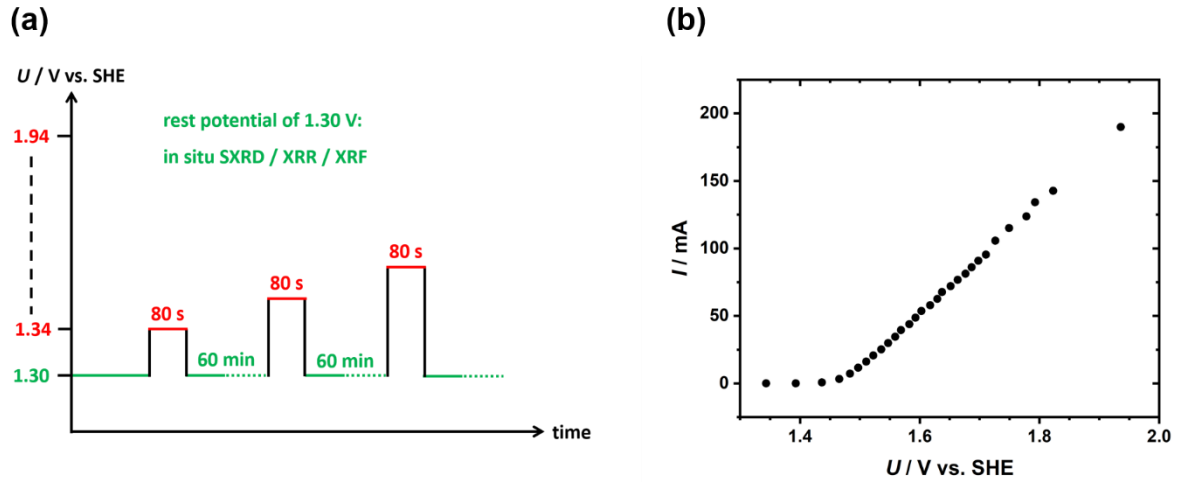 (a)
U / V vs. SHE
rest potential of 1.30 V:
in situ SXRD / XRR / XRF
1.94
1.34
1.30
80 s
80 s
80 s
60 min
60 min
time
(b)
I / mA
200
150
100
50
0
1.4
1.6
1.8
2.0
U / V vs. SHE